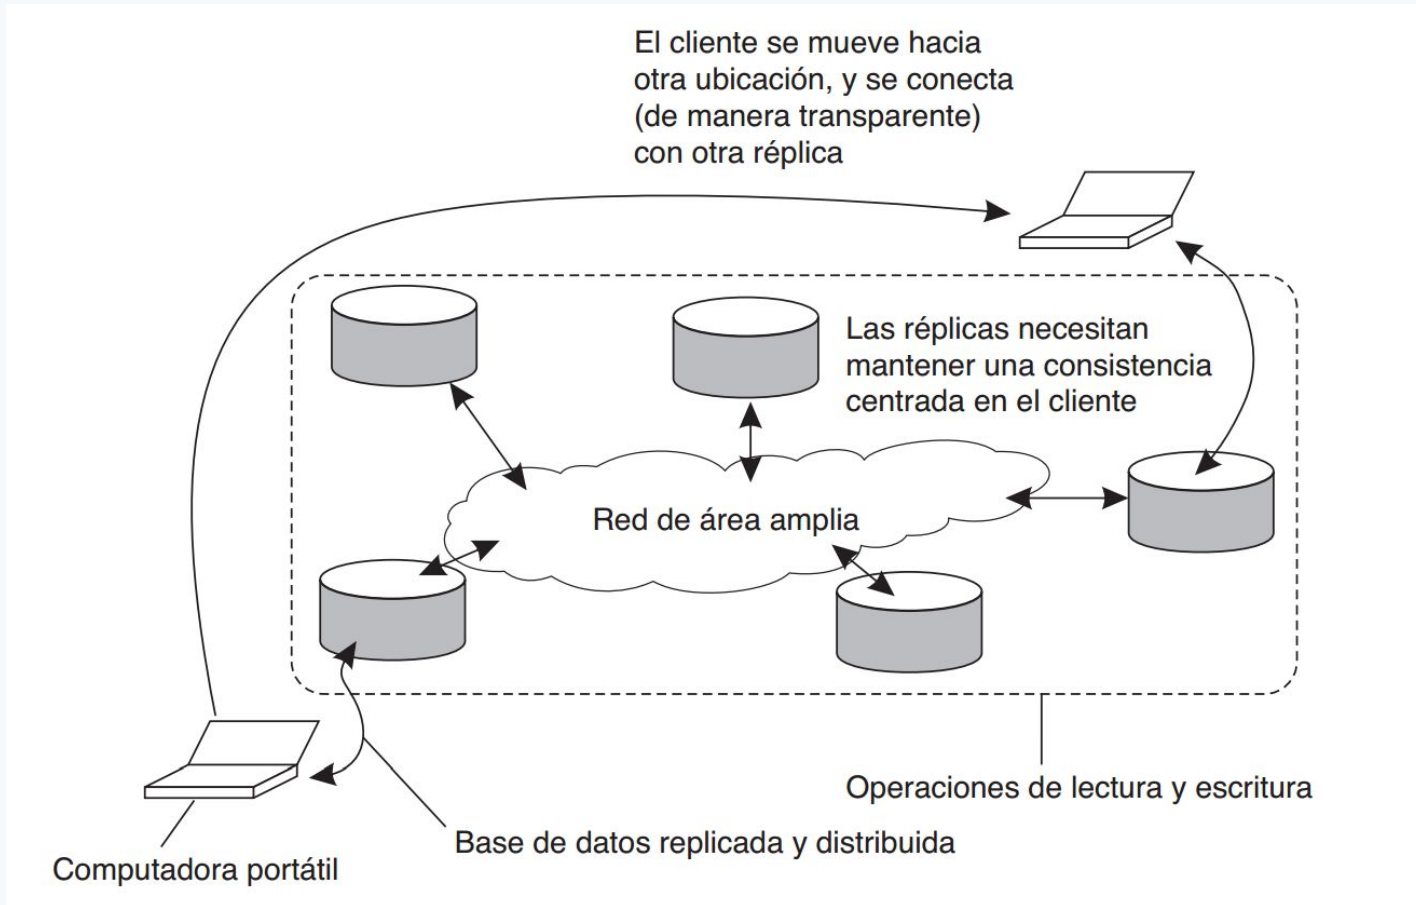 El cliente se mueve hacia
otra ubicación, y se conecta
(de manera transparente)
con otra réplica
Las réplicas necesitan
mantener una consistencia
centrada en el cliente
Red de área amplia
Operaciones de lectura y escritura
Base de datos replicada y distribuida
Computadora portátil